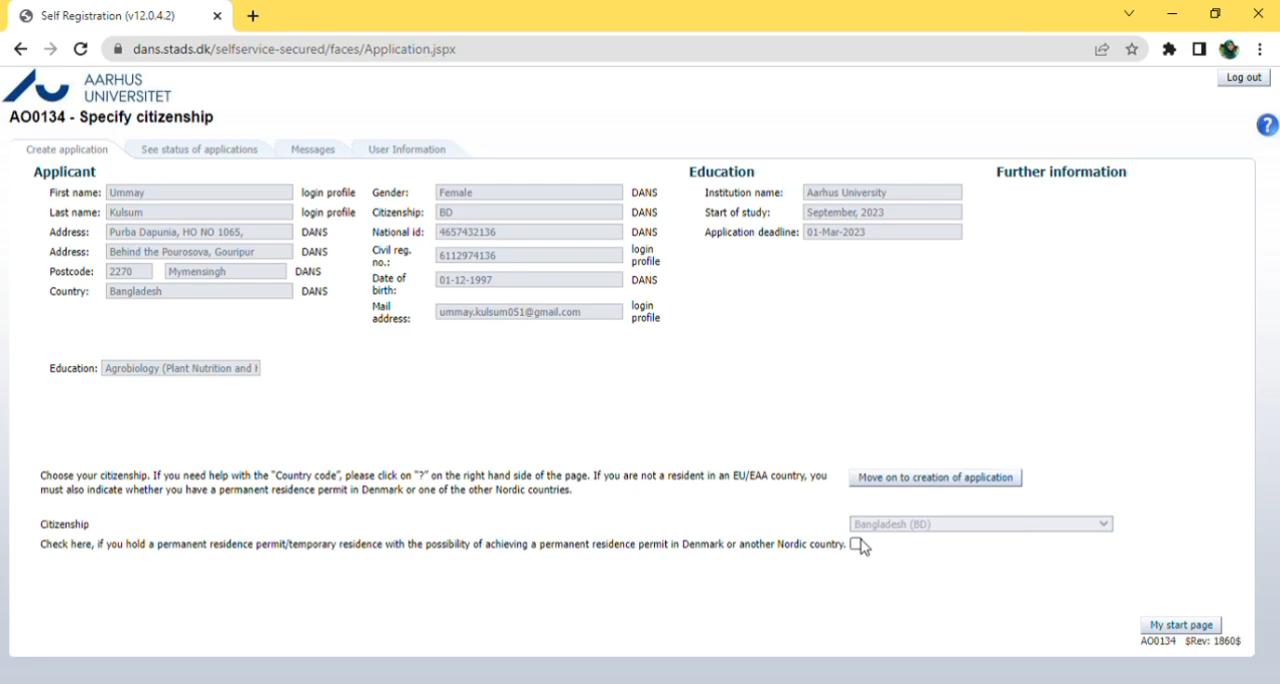 Self Registration (v12.0.4.2)
dans.stads.dk/selfservice-secured/faces/Application.jspx
AARHUS
UNIVERSITET
Log out
AO0134 - Specify citizenship
?
Create application See status of applications Messages User Information
Applicant Education Further information
First name: Ummay login profile Gender: Female DANS Institution name: Aarhus University
Last name: Kulsum login profile Citizenship: BD DANS Start of study: September, 2023
Address: Purba Dapunia, HO NO 1065, DANS National id: 4657432136 DANS Application deadline: 01-Mar-2023
Address: Behind the Pourosova, Gouripur DANS Civil reg. no.: 6112974136 login profile
Postcode: 2270 Mymensingh DANS Date of birth: 01-12-1997 DANS
Country: Bangladesh DANS Mail address: ummay.kulsum051@gmail.com login profile
Education: Agrobiology (Plant Nutrition and
Choose your citizenship. If you need help with the "Country code", please click on "?" on the right hand side of the page. If you are not a resident in an EU/EAA country, you
must also indicate whether you have a permanent residence permit in Denmark or one of the other Nordic countries.
Move on to creation of application
Citizenship Bangladesh (BD)
Check here, if you hold a permanent residence permit/temporary residence with the possibility of achieving a permanent residence permit in Denmark or another Nordic country.
My start page
AO0134 $Rev: 1860$